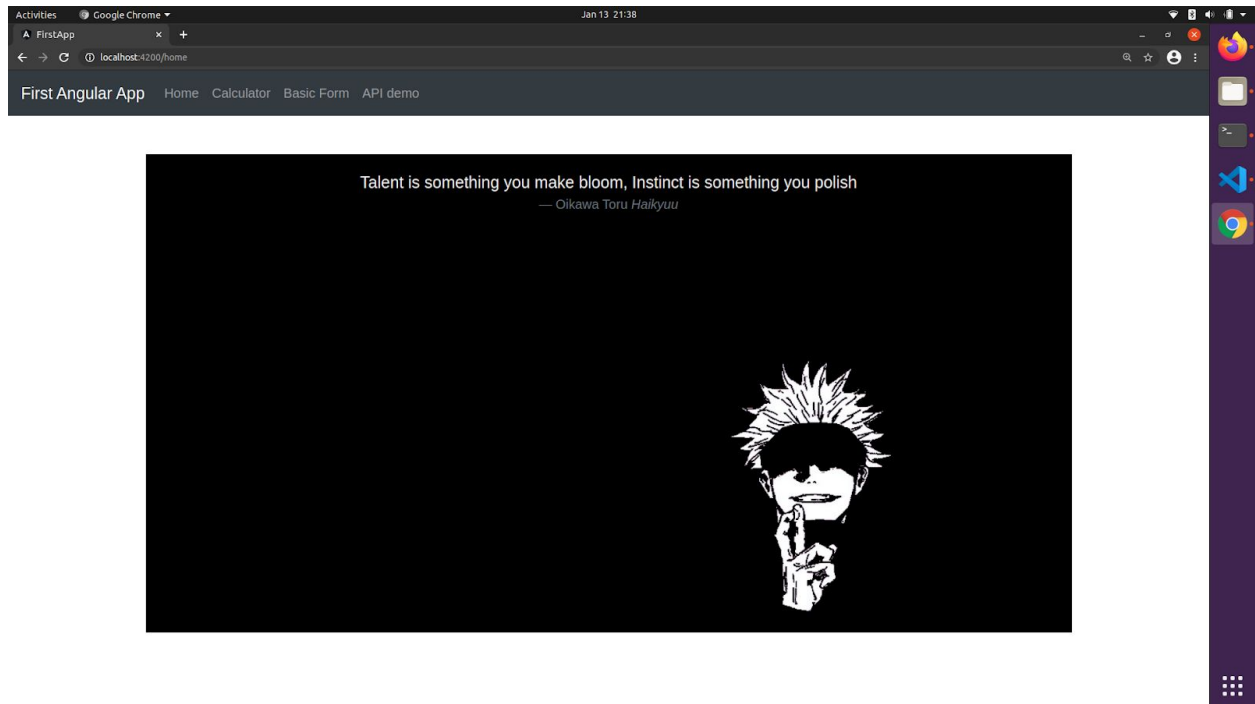 Activities Google Chrome Jan 13 21:38
FirstApp
localhost:4200/home
First Angular App Home Calculator Basic Form API demo
Talent is something you make bloom, Instinct is something you polish
— Oikawa Toru Haikyuu